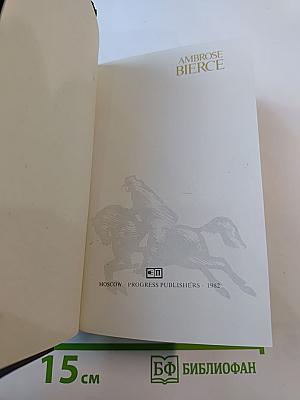 AMBROSE
BIERCE
MOSCOW PROGRESS PUBLISHERS · 1982
15 см
БФ БИБЛИОФАН